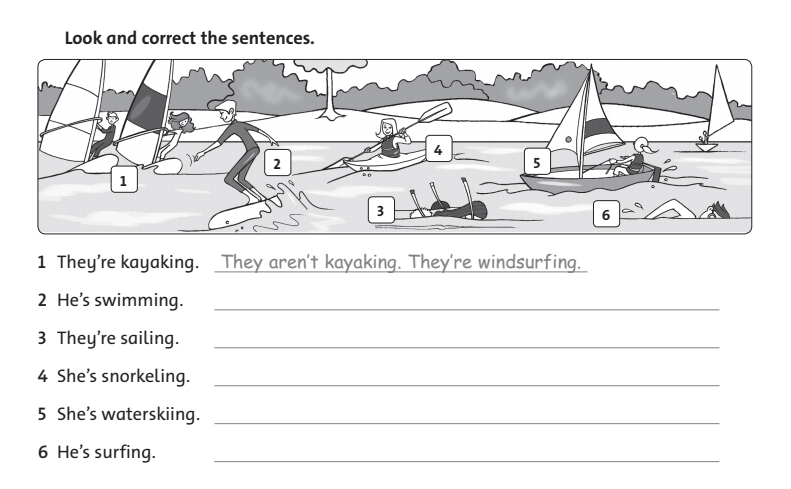 Look and correct the sentences.
1
2
3
4
5
6
1 They're kayaking. They aren't kayaking. They're windsurfing.
2 He's swimming.
3 They're sailing.
4 She's snorkeling.
5 She's waterskiing.
6 He's surfing.